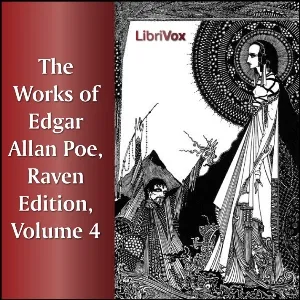 LibriVox
The
Works of
Edgar
Allan Poe,
Raven
Edition,
Volume 4